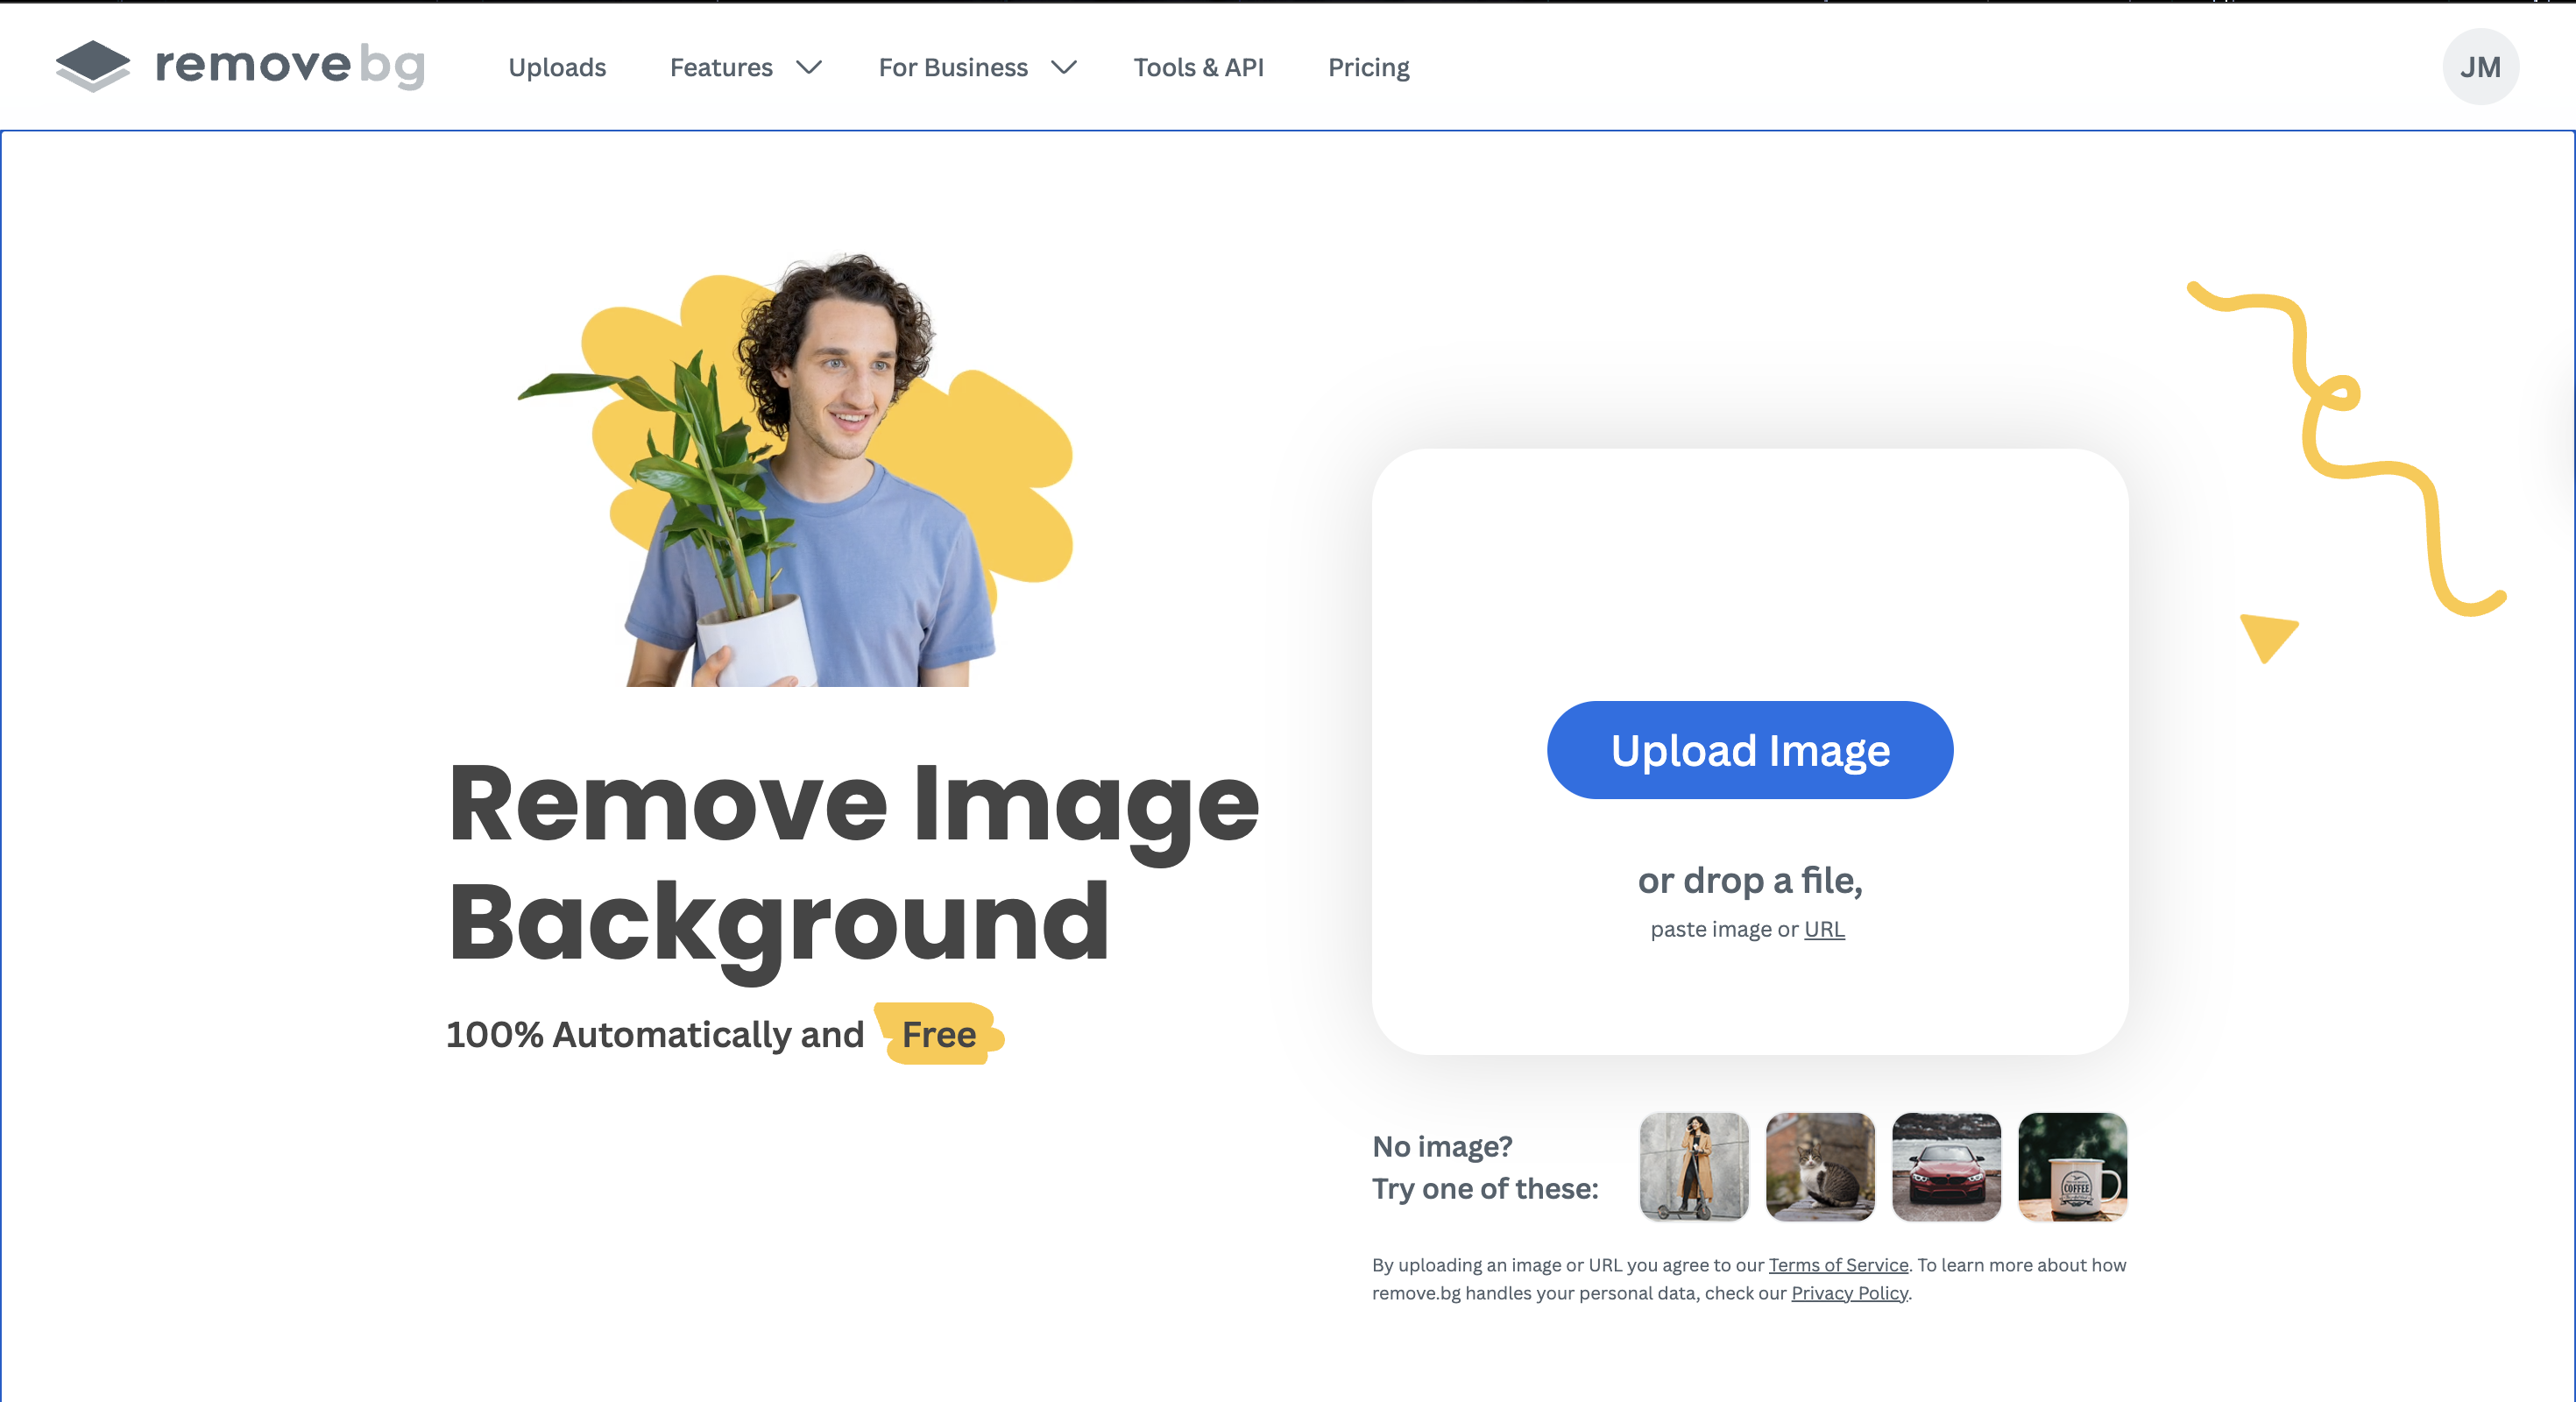 removebg
Uploads
Features
For Business
Tools & API
Pricing
JM
Remove Image
Background
100% Automatically and Free
Upload Image
or drop a file,
paste image or URL
No image?
Try one of these:
COFFEE
By uploading an image or URL you agree to our Terms of Service. To learn more about how
remove.bg handles your personal data, check our Privacy Policy.